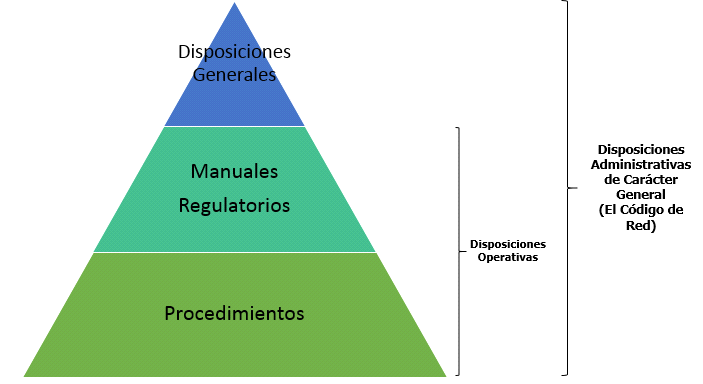 Disposiciones
Generales
Manuales
Regulatorios
Procedimientos
Disposiciones
Operativas
Disposiciones
Administrativas
de Carácter
General
(El Código de
Red)